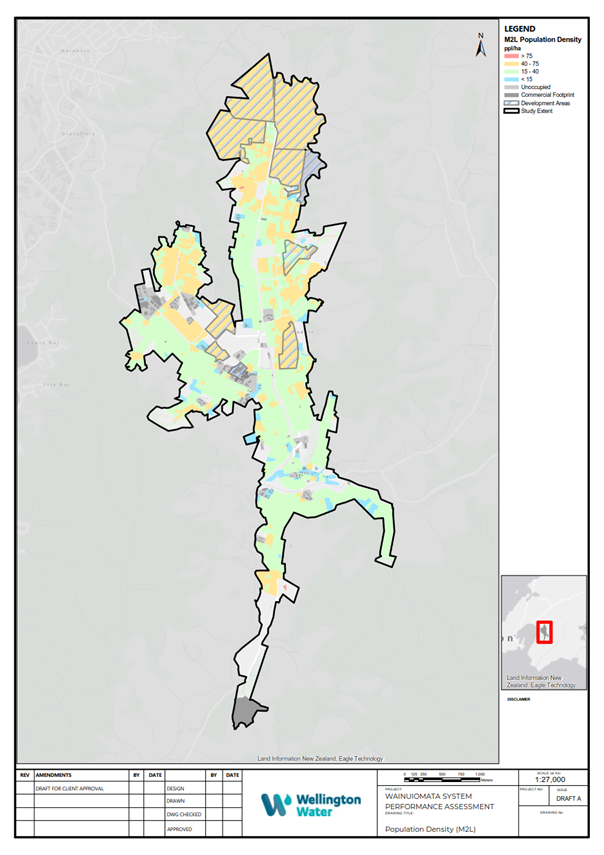 N
LEGEND
M2L Population Density
ppl/ha
> 75
40 - 75
15 - 40
< 15
Unoccupied
Commercial Footprint
Development Areas
Study Extent
Land Information New
Zealand, Eagle Technology
DISCLAIMER
Land Information New Zealand, Eagle Technology
REV AMENDMENTS BY DATE BY DATE
DRAFT FOR CLIENT APPROVAL
DESIGN
DRAWN
DWG CHECKED
APPROVED
Wellington
Water
0 125 250 500 750 1,000
Meters
PROJECT
WAINUIOMATA SYSTEM
PERFORMANCE ASSESSMENT
DRAWING TITLE:
Population Density (M2L)
1:27,000
PROJECT NO
ISSUE
DRAFT A
DRAWING No